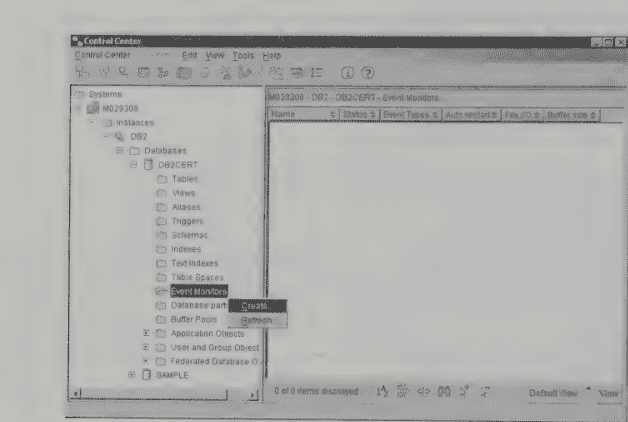 Control Center
Control Center Edit View Tools Help
Systems
M029308
Instances
DB2
Databases
DB2CERT
Tables
Views
Aliases
Triggers
Schemas
Indexes
Text Indexes
Table Spaces
Event Monitors
Database part
Buffer Pools
Application Objects
User and Group Object
Federated Database O
SAMPLE
Create...
Refresh
M029308 - DB2 - DB2CERT - Event Monitors
Name Status Event Types Auto restart Buffer size
0 of 0 items displayed Default View View